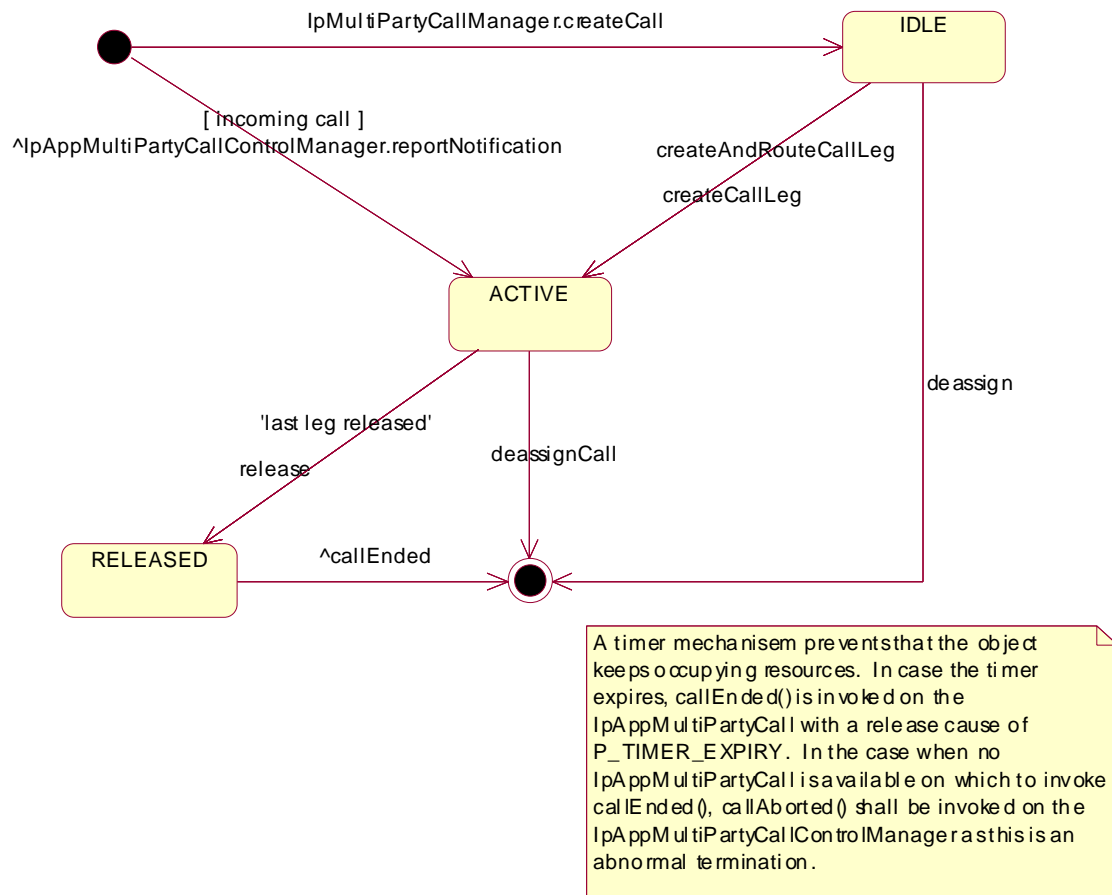 IpMultiPartyCallManager.createCall
IDLE
[ incoming call ]
^IpAppMultiPartyCallControlManager.reportNotification
createAndRouteCallLeg
createCallLeg
ACTIVE
deassign
'last leg released'
release
deassignCall
RELEASED
^callEnded
A timer mechanisem prevents that the object
keeps occupying resources. In case the timer
expires, callEnded() is invoked on the
IpAppMultiPartyCall with a release cause of
P_TIMER_EXPIRY. In the case when no
IpAppMultiPartyCall is available on which to invoke
callEnded(), callAborted() shall be invoked on the
IpAppMultiPartyCallControlManager as this is an
abnormal termination.